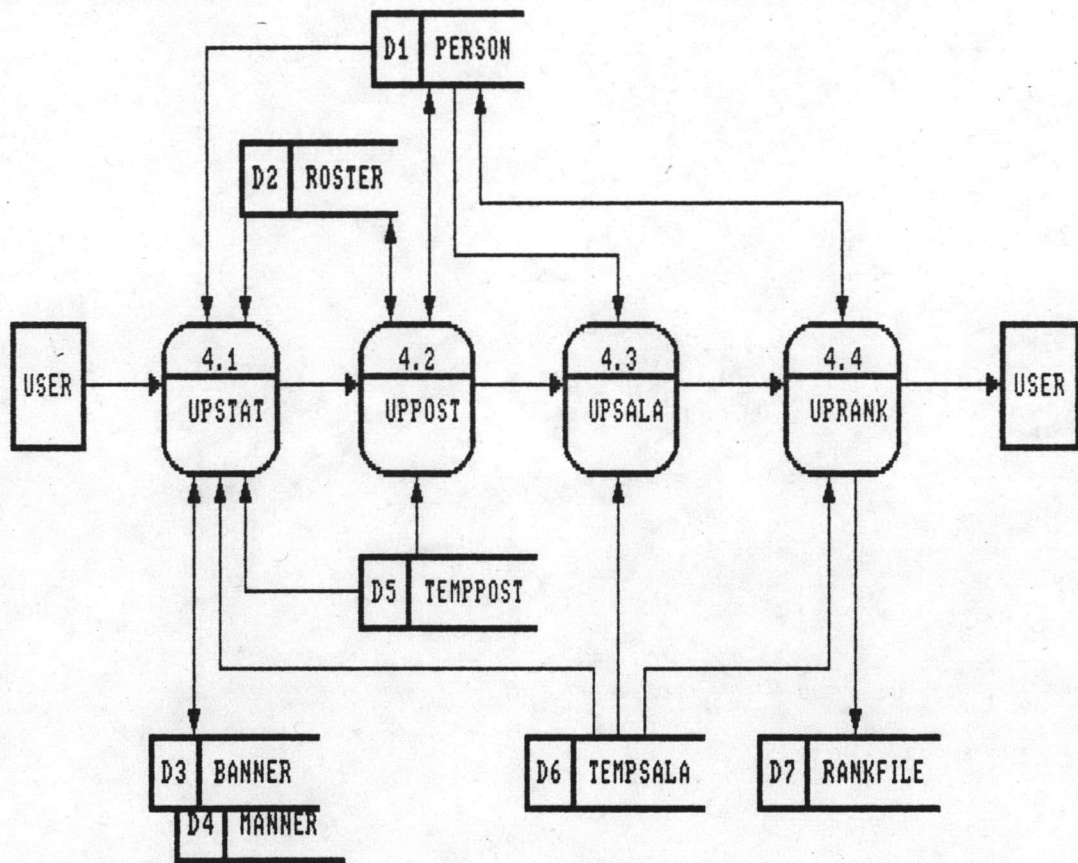 D1 PERSON
D2 ROSTER
USER
4.1
UPSTAT
4.2
UPPOST
4.3
UPSALA
4.4
UPRANK
USER
D5 TEMPPOST
D3 BANNER
D4 MANNER
D6 TEMPSALA
D7 RANKFILE